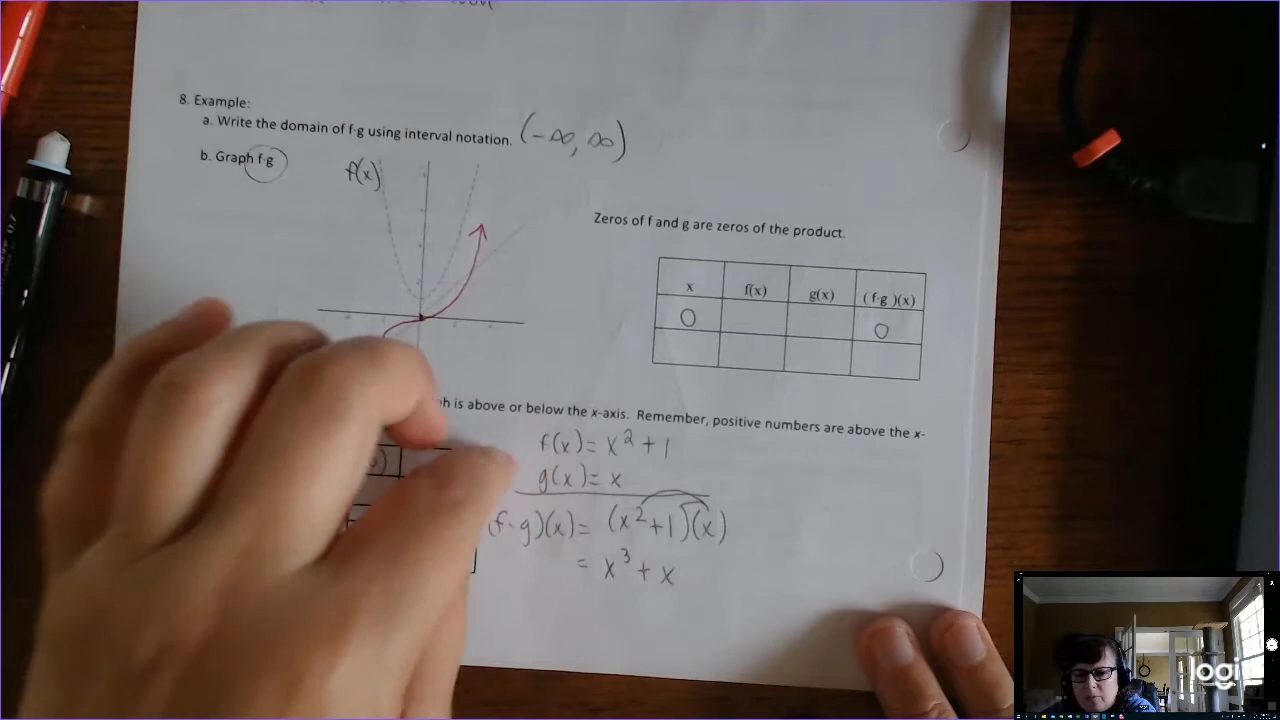 8. Example:
a. Write the domain of f·g using interval notation. (-∞, ∞)
b. Graph f·g
f(x)
Zeros of f and g are zeros of the product.
x f(x) g(x) (f·g)(x)
0 0
is above or below the x-axis. Remember, positive numbers are above the x-
f(x) = x² + 1
g(x) = x
(f·g)(x) = (x² + 1)(x)
= x³ + x
logi